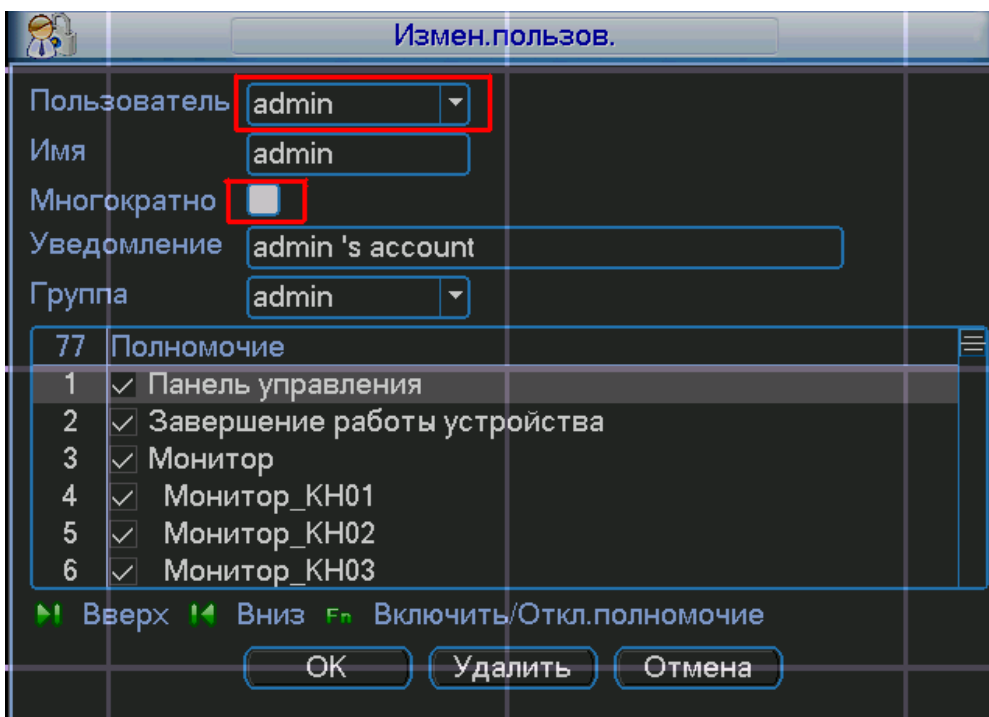 Измен.пользов.
Пользователь admin
Имя admin
Многократно
Уведомление admin 's account
Группа admin
77 Полномочие
1 Панель управления
2 Завершение работы устройства
3 Монитор
4 Монитор_КН01
5 Монитор_КН02
6 Монитор_КН03
Вверх Вниз Fn Включить/Откл.полномочие
OK Удалить Отмена